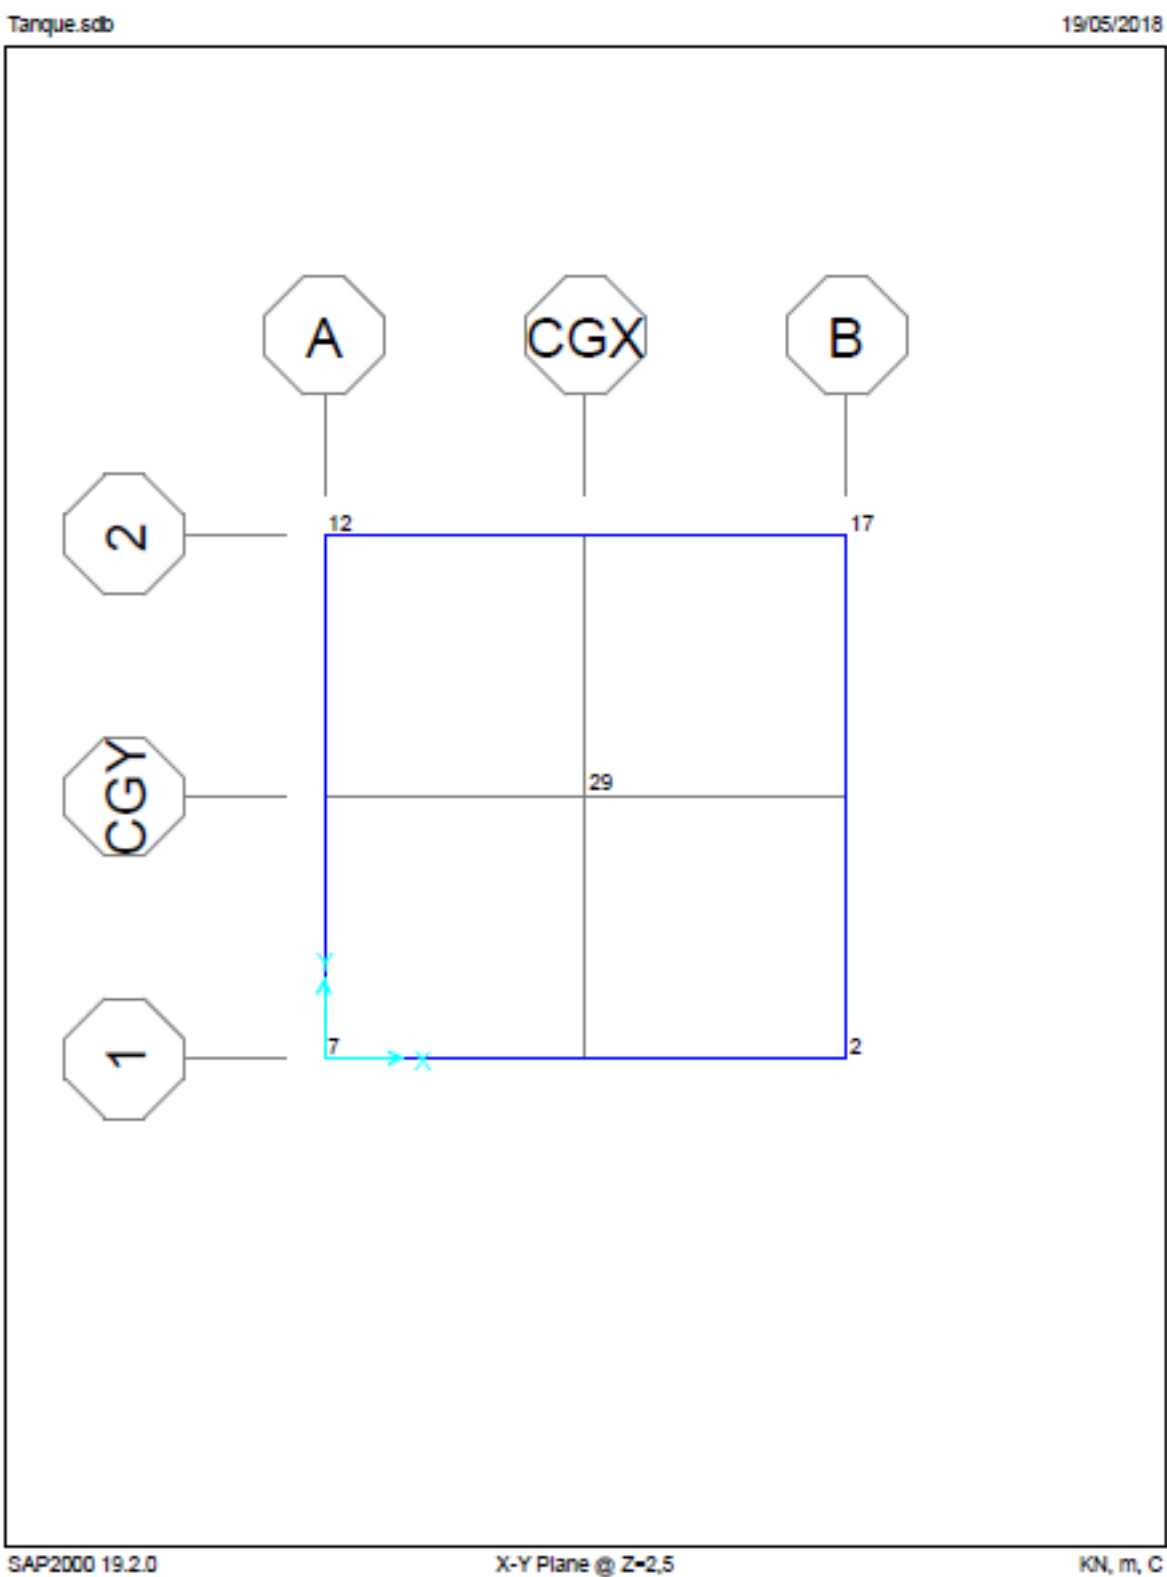 Tanque.sdb 19/05/2018
A CGX B
2
12 17
CGY
29
Y
1
7 X 2
SAP2000 19.2.0 X-Y Plane @ Z=2,5 KN, m, C